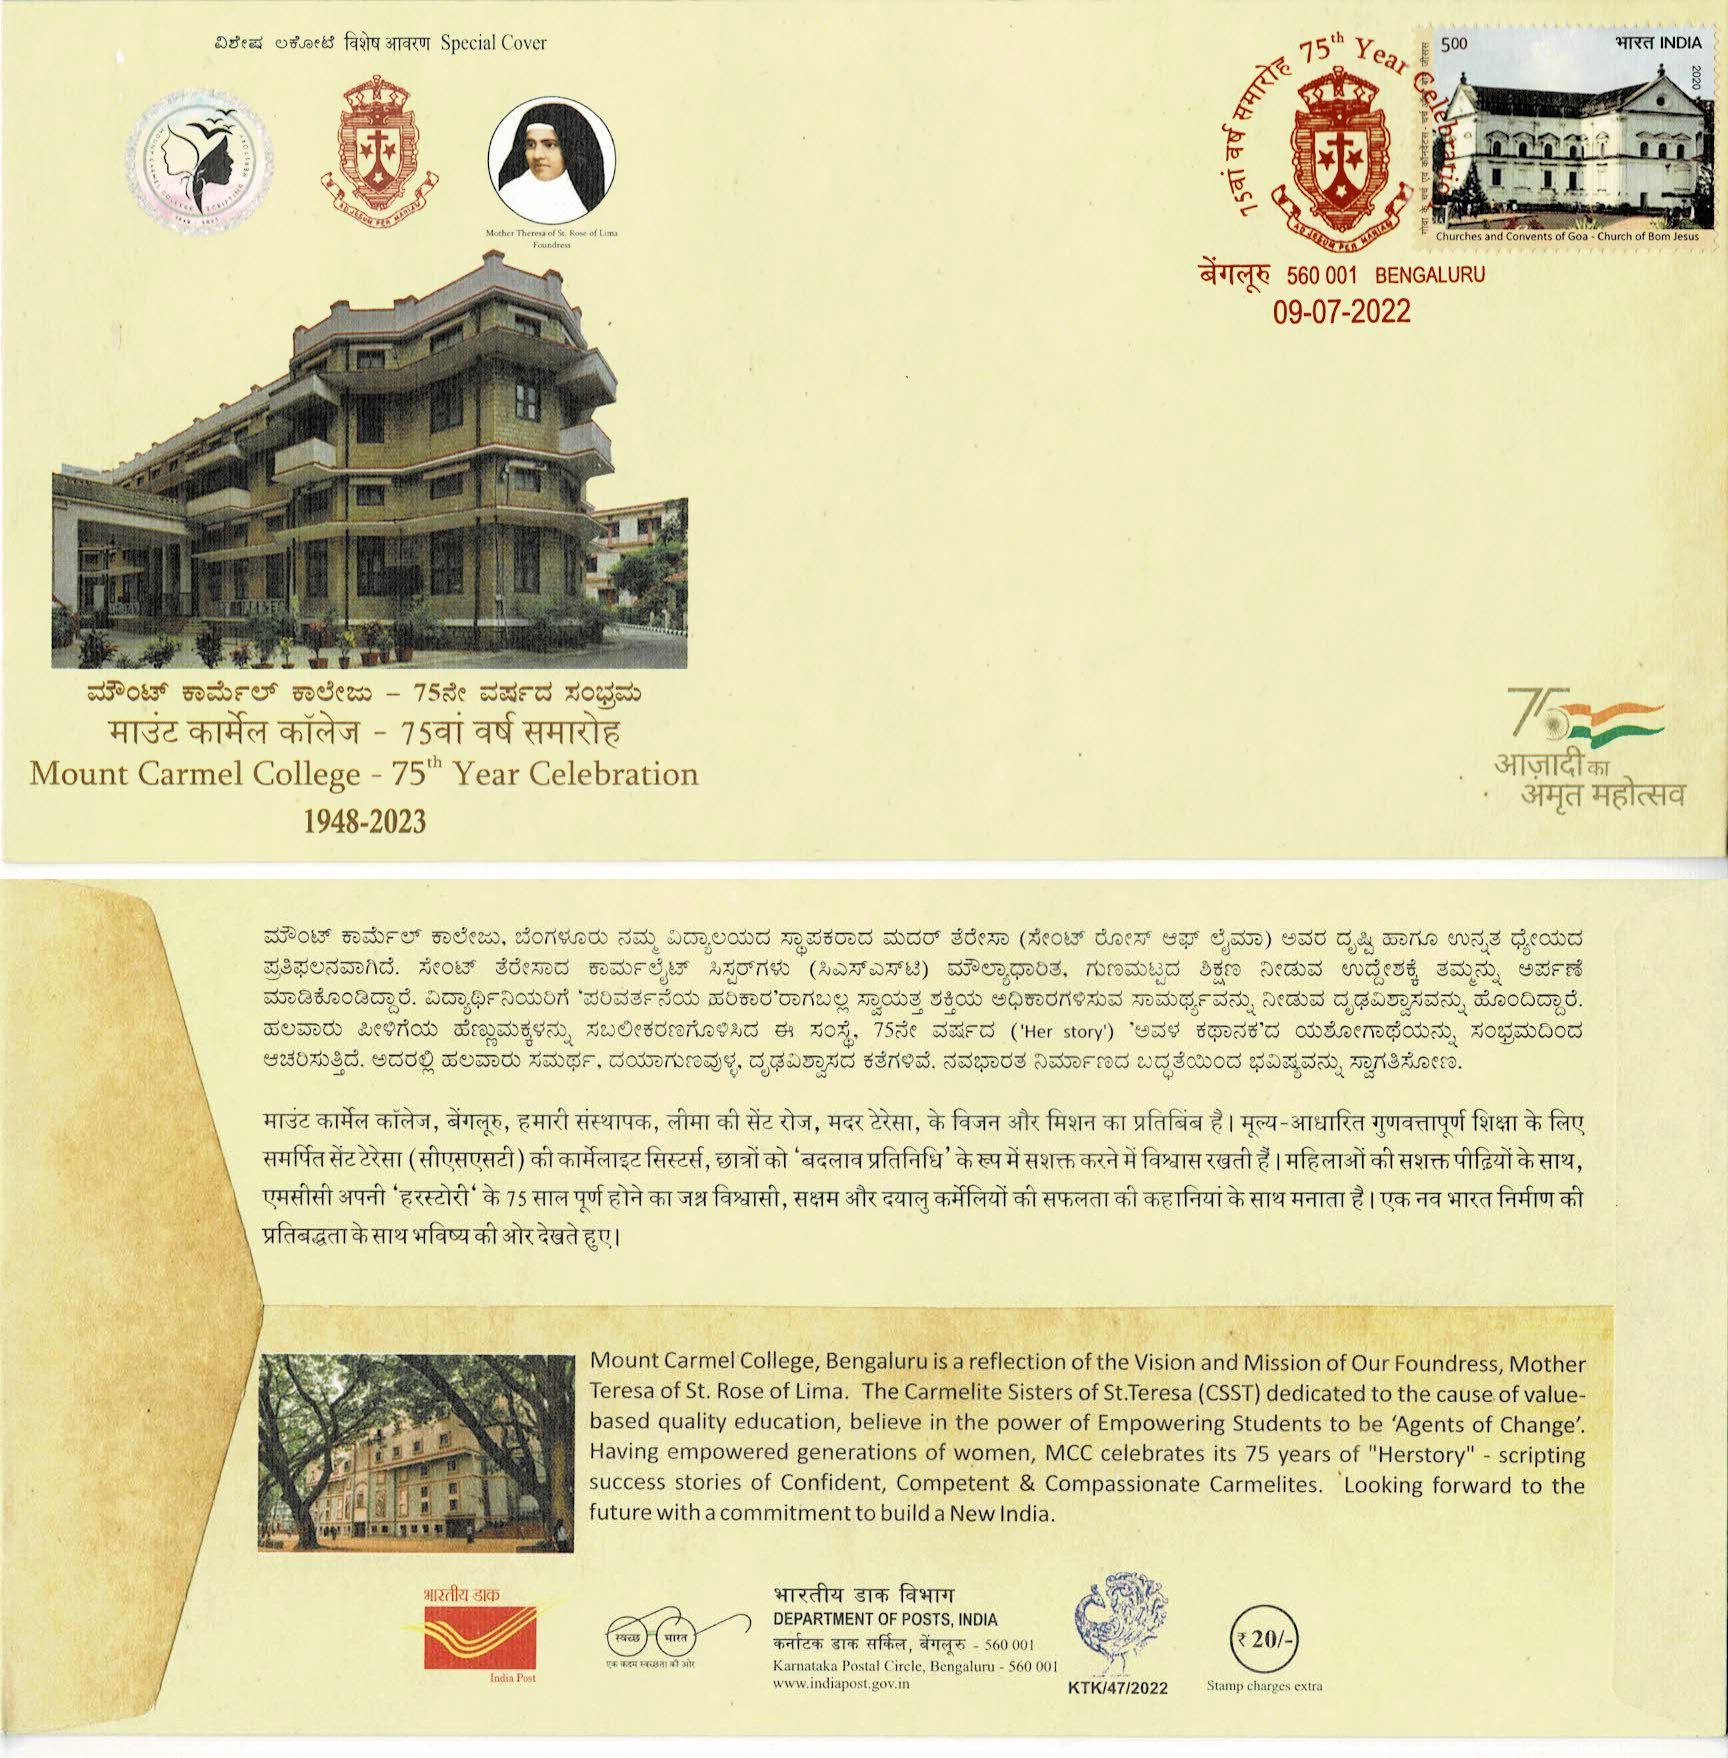 ವಿಶೇಷ ಲಕೋಟೆ विशेष आवरण Special Cover
AD JESUM PER MARIAM
Mother Theresa of St. Rose of Lima
Foundress
ಮೌಂಟ್ ಕಾರ್ಮೆಲ್ ಕಾಲೇಜು – 75ನೇ ವರ್ಷದ ಸಂಭ್ರಮ
माउंट कार्मेल कॉलेज - 75वां वर्ष समारोह
Mount Carmel College - 75th Year Celebration
1948-2023
75वां वर्ष समारोह 75th Year Celebration
AD JESUM PER MARIAM
बेंगलूरु 560 001 BENGALURU
09-07-2022
500 भारत INDIA
2020
Churches and Convents of Goa - Church of Bom Jesus
75
आज़ादी का
अमृत महोत्सव
ಮೌಂಟ್ ಕಾರ್ಮೆಲ್ ಕಾಲೇಜು, ಬೆಂಗಳೂರು ನಮ್ಮ ವಿದ್ಯಾಲಯದ ಸ್ಥಾಪಕರಾದ ಮದರ್ ತೆರೇಸಾ (ಸೇಂಟ್ ರೋಸ್ ಆಫ್ ಲೈಮಾ) ಅವರ ದೃಷ್ಟಿ ಹಾಗೂ ಉನ್ನತ ಧ್ಯೇಯದ
ಪ್ರತಿಫಲನವಾಗಿದೆ. ಸೇಂಟ್ ತೆರೇಸಾದ ಕಾರ್ಮಲೈಟ್ ಸಿಸ್ಟರ್‌ಗಳು (ಸಿಎಸ್‌ಎಸ್‌ಟಿ) ಮೌಲ್ಯಾಧಾರಿತ, ಗುಣಮಟ್ಟದ ಶಿಕ್ಷಣ ನೀಡುವ ಉದ್ದೇಶಕ್ಕೆ ತಮ್ಮನ್ನು ಅರ್ಪಣೆ
ಮಾಡಿಕೊಂಡಿದ್ದಾರೆ. ವಿದ್ಯಾರ್ಥಿನಿಯರಿಗೆ 'ಪರಿವರ್ತನೆಯ ಹರಿಕಾರ'ರಾಗಬಲ್ಲ ಸ್ವಾಯತ್ತ ಶಕ್ತಿಯ ಅಧಿಕಾರಗಳಿಸುವ ಸಾಮರ್ಥ್ಯವನ್ನು ನೀಡುವ ದೃಢವಿಶ್ವಾಸವನ್ನು ಹೊಂದಿದ್ದಾರೆ.
ಹಲವಾರು ಪೀಳಿಗೆಯ ಹೆಣ್ಣುಮಕ್ಕಳನ್ನು ಸಬಲೀಕರಣಗೊಳಿಸಿದ ಈ ಸಂಸ್ಥೆ, 75ನೇ ವರ್ಷದ ('Her story') 'ಅವಳ ಕಥಾನಕ'ದ ಯಶೋಗಾಥೆಯನ್ನು ಸಂಭ್ರಮದಿಂದ
ಆಚರಿಸುತ್ತಿದೆ. ಅದರಲ್ಲಿ ಹಲವಾರು ಸಮರ್ಥ, ದಯಾಗುಣವುಳ್ಳ, ದೃಢವಿಶ್ವಾಸದ ಕತೆಗಳಿವೆ. ನವಭಾರತ ನಿರ್ಮಾಣದ ಬದ್ಧತೆಯಿಂದ ಭವಿಷ್ಯವನ್ನು ಸ್ವಾಗತಿಸೋಣ.
माउंट कार्मेल कॉलेज, बेंगलूरु, हमारी संस्थापक, लीमा की सेंट रोज, मदर टेरेसा, के विजन और मिशन का प्रतिबिंब है। मूल्य-आधारित गुणवत्तापूर्ण शिक्षा के लिए
समर्पित सेंट टेरेसा (सीएसएसटी) की कार्मेलाइट सिस्टर्स, छात्रों को 'बदलाव प्रतिनिधि' के रूप में सशक्त करने में विश्वास रखती हैं। महिलाओं की सशक्त पीढ़ियों के साथ,
एमसीसी अपनी 'हरस्टोरी' के 75 साल पूर्ण होने का जश्न विश्वासी, सक्षम और दयालु कर्मेलियों की सफलता की कहानियां के साथ मनाता है। एक नव भारत निर्माण की
प्रतिबद्धता के साथ भविष्य की ओर देखते हुए।
Mount Carmel College, Bengaluru is a reflection of the Vision and Mission of Our Foundress, Mother
Teresa of St. Rose of Lima. The Carmelite Sisters of St.Teresa (CSST) dedicated to the cause of value-
based quality education, believe in the power of Empowering Students to be ‘Agents of Change’.
Having empowered generations of women, MCC celebrates its 75 years of "Herstory" - scripting
success stories of Confident, Competent & Compassionate Carmelites. Looking forward to the
future with a commitment to build a New India.
भारतीय डाक
India Post
स्वच्छ भारत
एक कदम स्वच्छता की ओर
भारतीय डाक विभाग
DEPARTMENT OF POSTS, INDIA
कर्नाटक डाक सर्किल, बेंगलूरु - 560 001
Karnataka Postal Circle, Bengaluru - 560 001
www.indiapost.gov.in
KTK/47/2022
₹ 20/-
Stamp charges extra